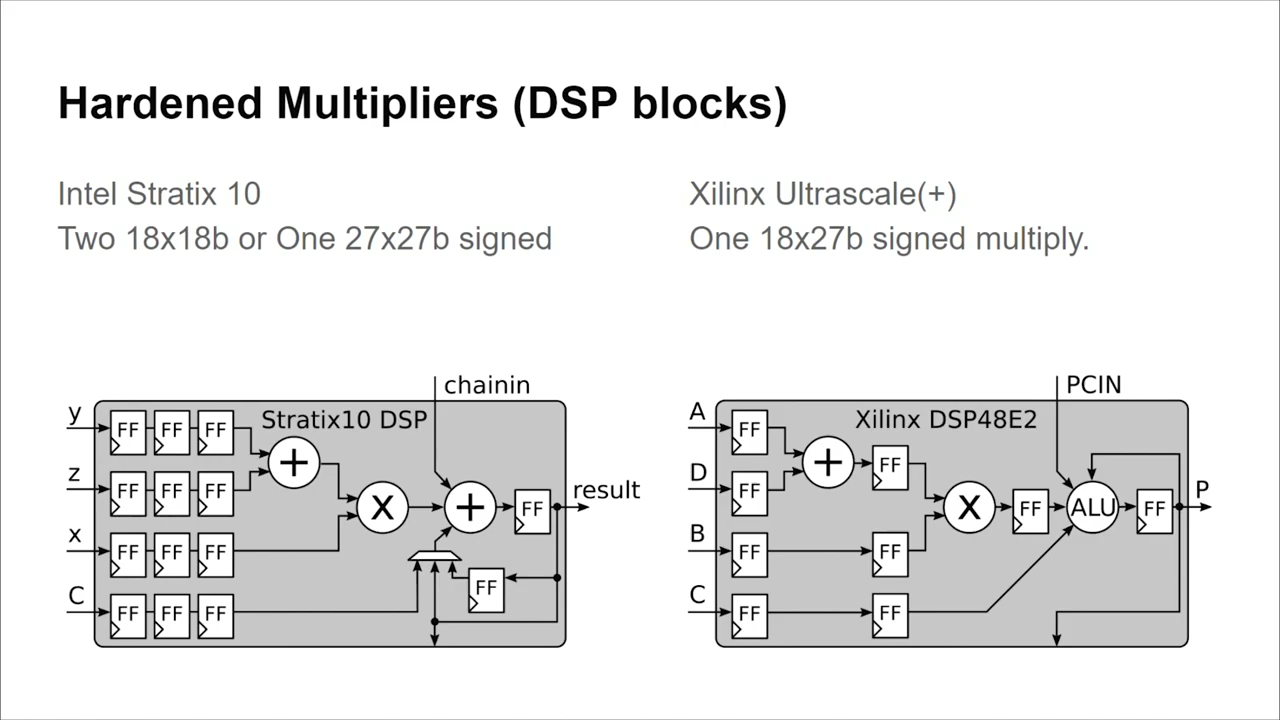 Hardened Multipliers (DSP blocks)
Intel Stratix 10
Two 18x18b or One 27x27b signed
Xilinx Ultrascale(+)
One 18x27b signed multiply.
chainin
Stratix10 DSP
y
FF FF FF
+
z
FF FF FF
X
+
FF
result
x
FF FF FF
FF
C
FF FF FF
PCIN
Xilinx DSP48E2
A
FF
+
FF
D
FF
X
FF
ALU
FF
P
B
FF
FF
C
FF
FF